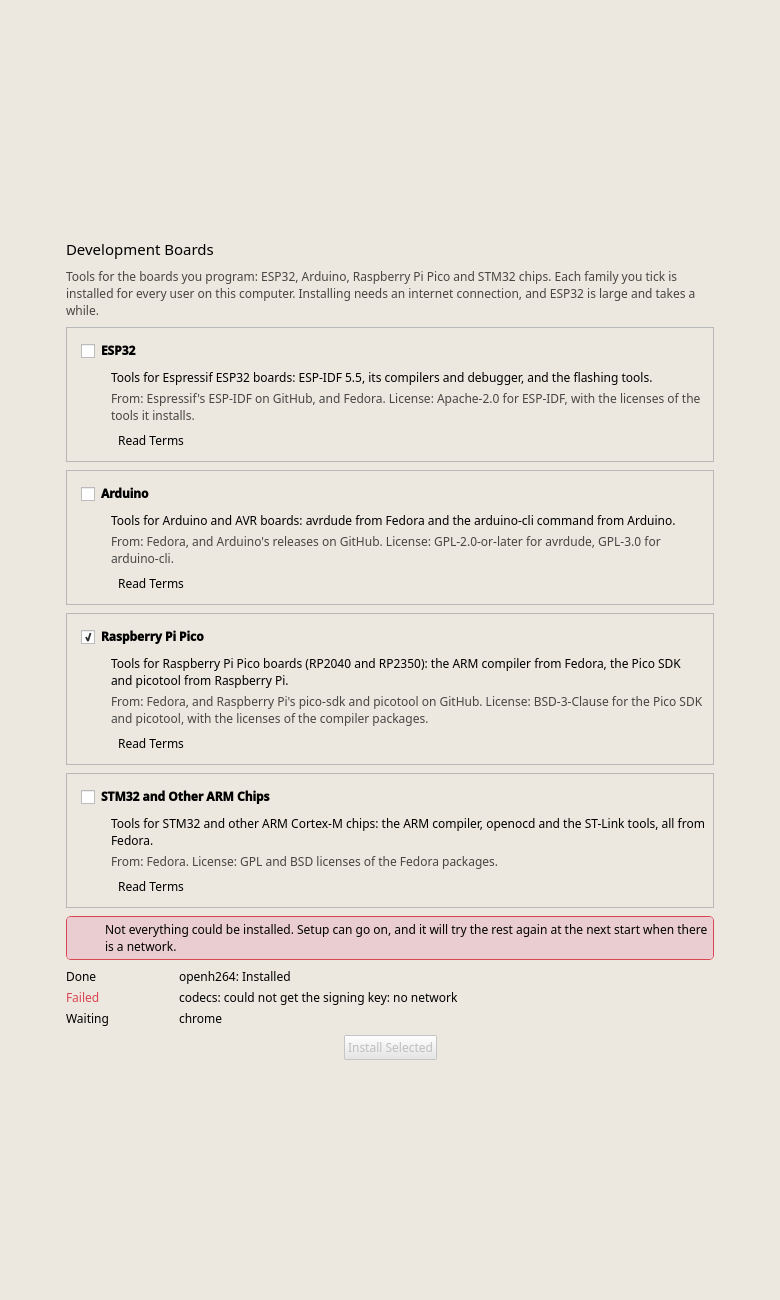 Development Boards
Tools for the boards you program: ESP32, Arduino, Raspberry Pi Pico and STM32 chips. Each family you tick is
installed for every user on this computer. Installing needs an internet connection, and ESP32 is large and takes a
while.
ESP32
Tools for Espressif ESP32 boards: ESP-IDF 5.5, its compilers and debugger, and the flashing tools.
From: Espressif's ESP-IDF on GitHub, and Fedora. License: Apache-2.0 for ESP-IDF, with the licenses of the
tools it installs.
Read Terms
Arduino
Tools for Arduino and AVR boards: avrdude from Fedora and the arduino-cli command from Arduino.
From: Fedora, and Arduino's releases on GitHub. License: GPL-2.0-or-later for avrdude, GPL-3.0 for
arduino-cli.
Read Terms
Raspberry Pi Pico
Tools for Raspberry Pi Pico boards (RP2040 and RP2350): the ARM compiler from Fedora, the Pico SDK
and picotool from Raspberry Pi.
From: Fedora, and Raspberry Pi's pico-sdk and picotool on GitHub. License: BSD-3-Clause for the Pico SDK
and picotool, with the licenses of the compiler packages.
Read Terms
STM32 and Other ARM Chips
Tools for STM32 and other ARM Cortex-M chips: the ARM compiler, openocd and the ST-Link tools, all from
Fedora.
From: Fedora. License: GPL and BSD licenses of the Fedora packages.
Read Terms
Not everything could be installed. Setup can go on, and it will try the rest again at the next start when there
is a network.
Done openh264: Installed
Failed codecs: could not get the signing key: no network
Waiting chrome
Install Selected